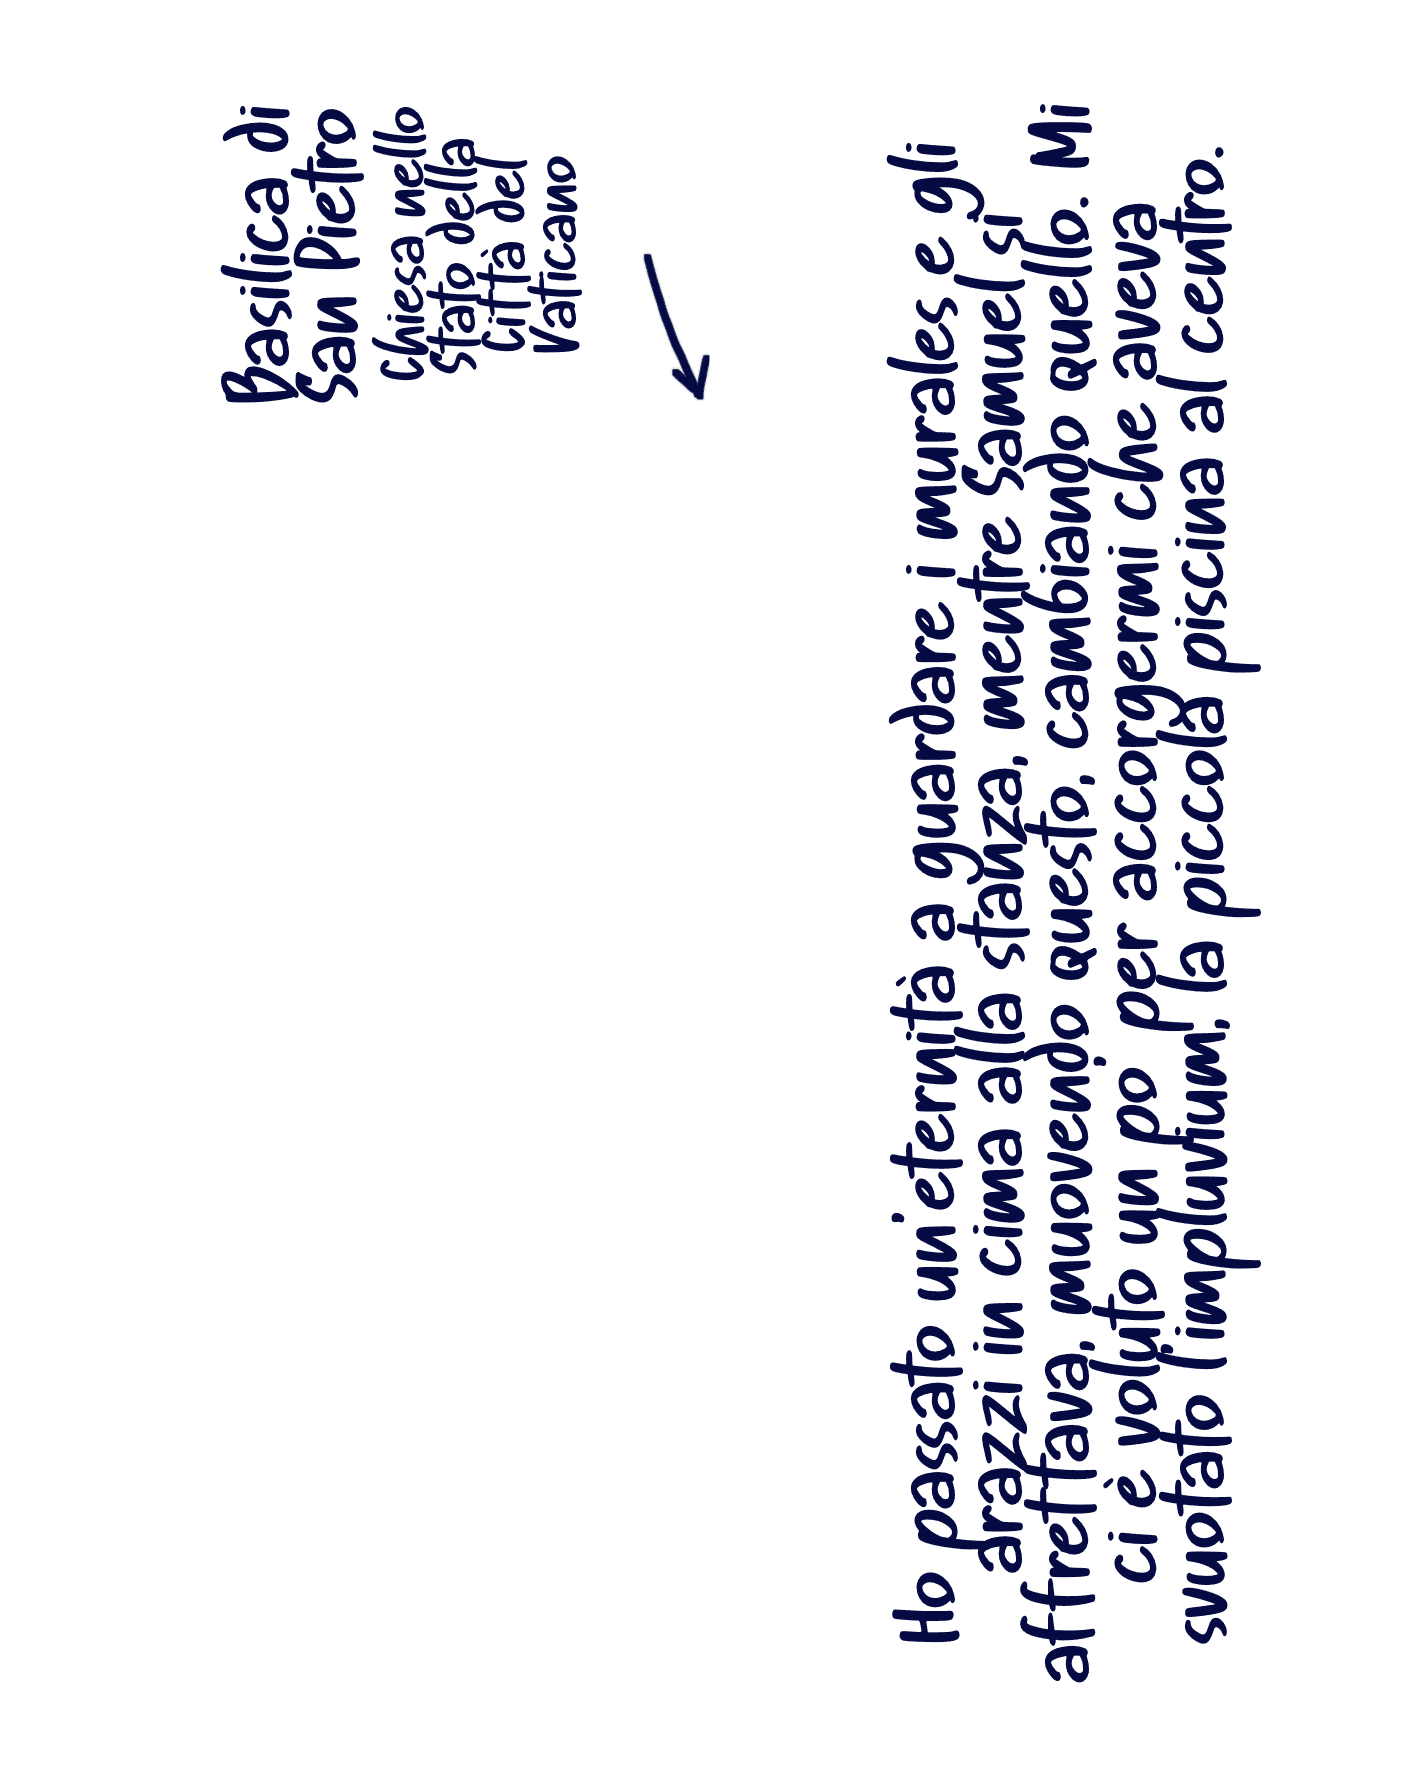 Basilica di
San Pietro
Chiesa nello
Stato della
Città del
Vaticano
Ho passato un'eternità a guardare i murales e gli
arazzi in cima alla stanza, mentre Samuel si
affrettava, muovendo questo, cambiando quello. Mi
ci è voluto un po' per accorgermi che aveva
svuotato l'impluvium, la piccola piscina al centro.